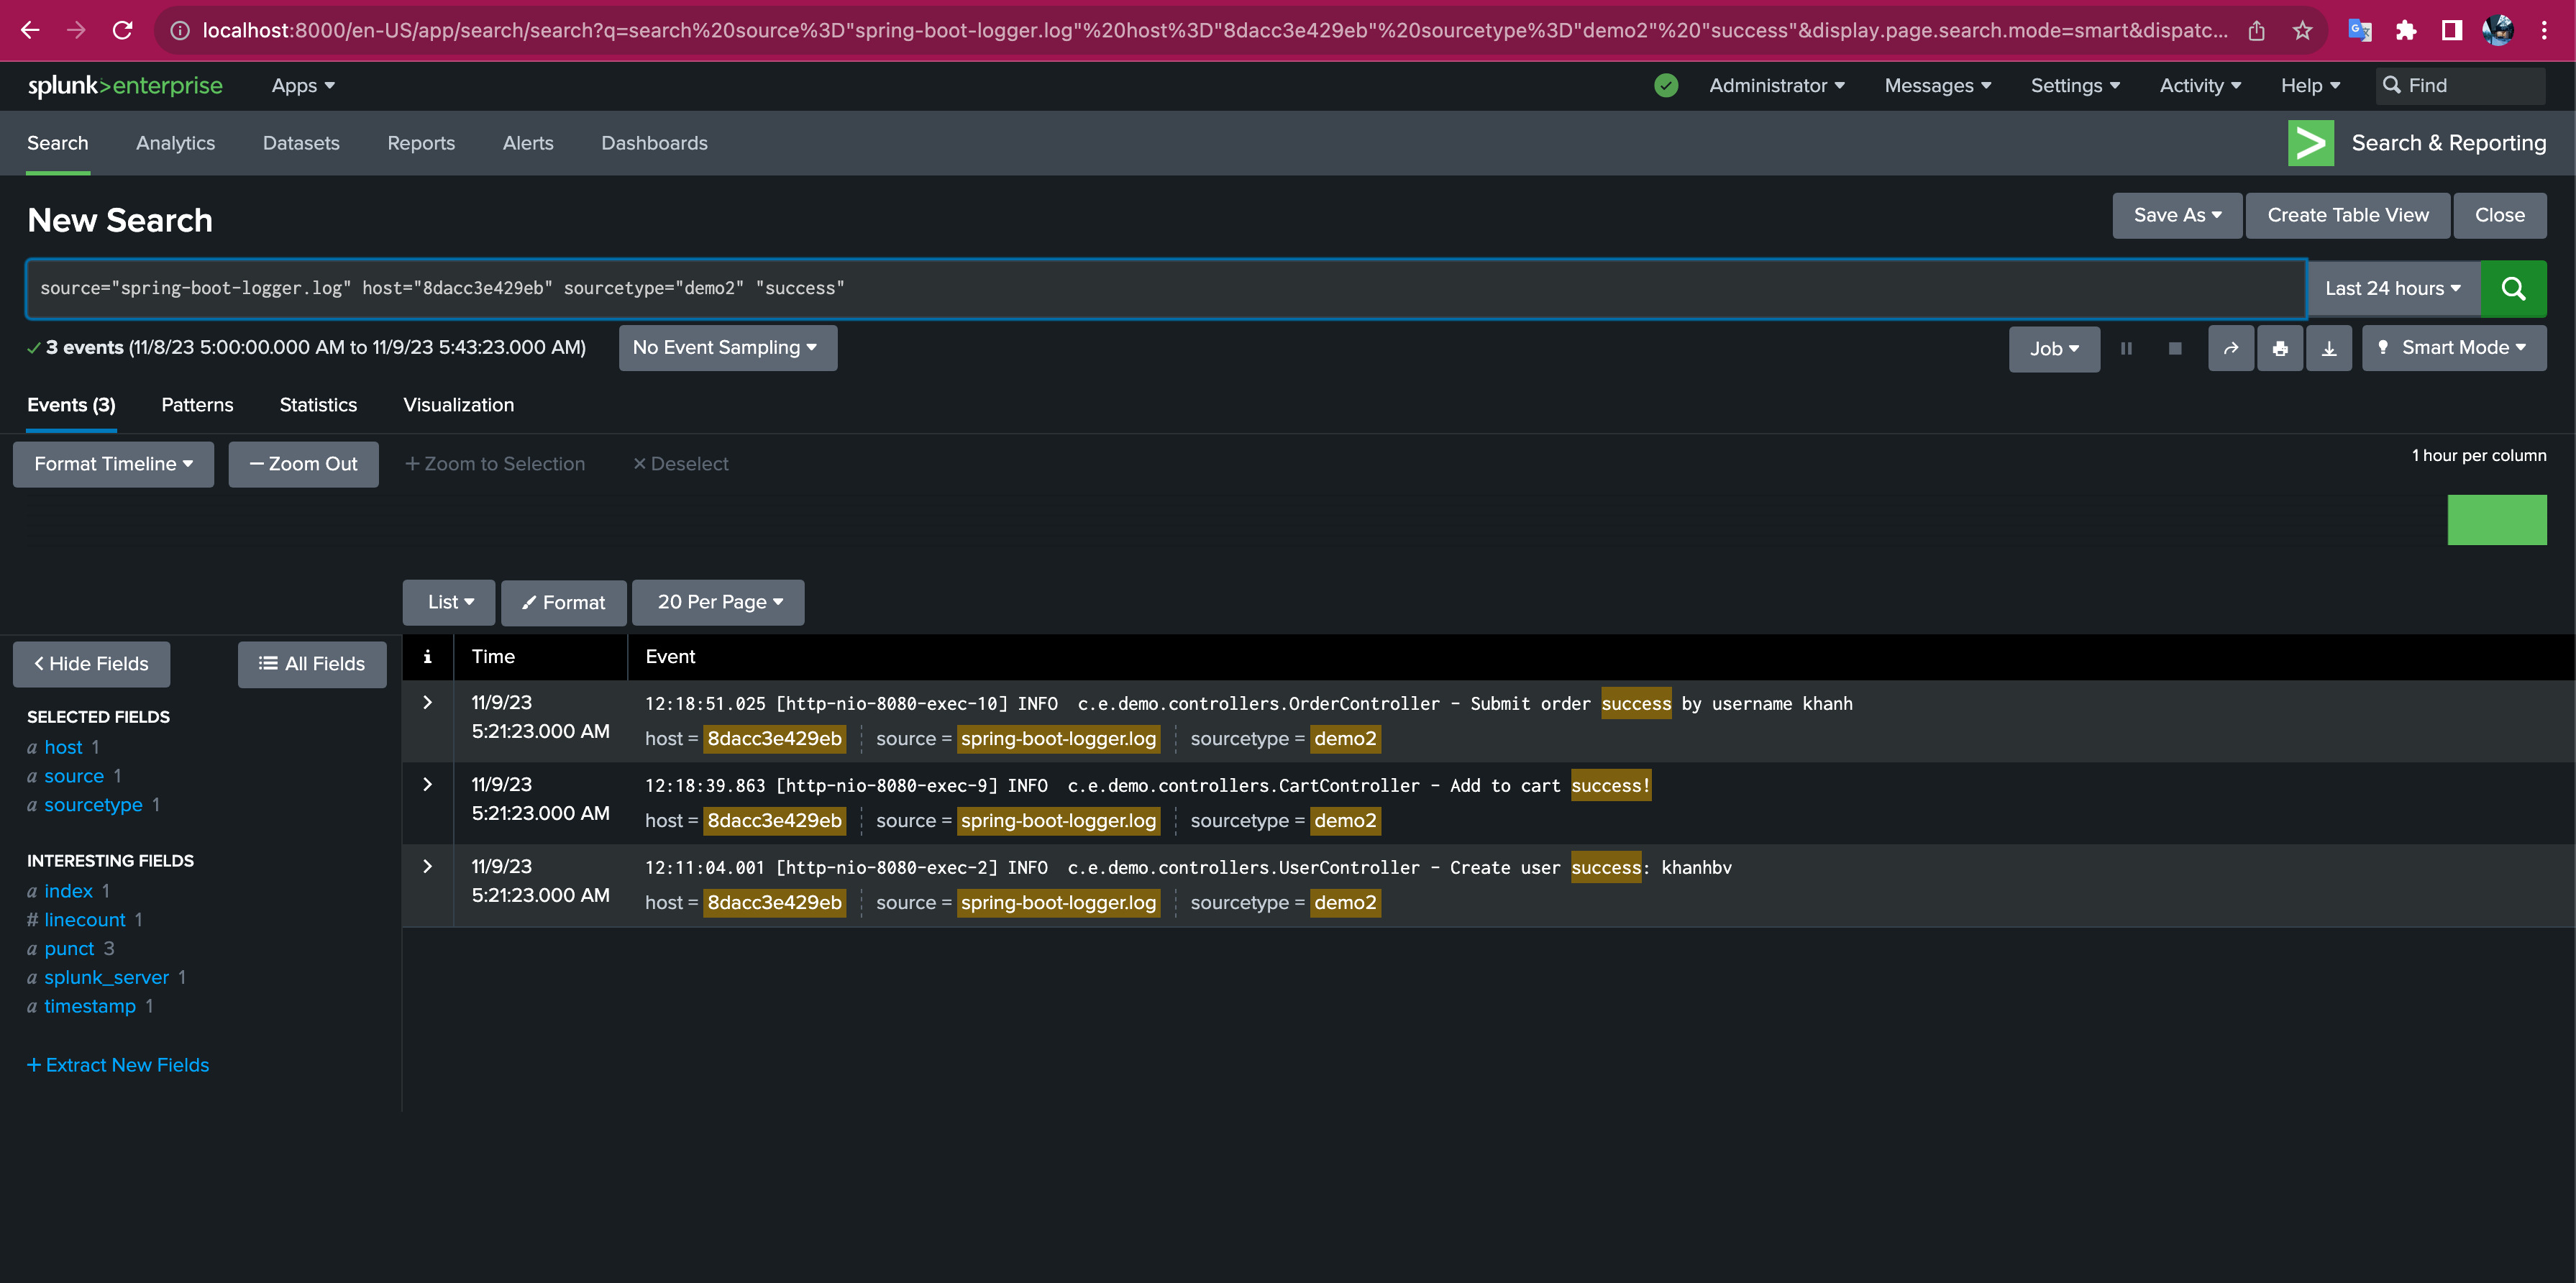 localhost:8000/en-US/app/search/search?q=search%20source%3D"spring-boot-logger.log"%20host%3D"8dacc3e429eb"%20sourcetype%3D"demo2"%20"success"&display.page.search.mode=smart&dispatc...
splunk>enterprise Apps Administrator Messages Settings Activity Help Find
Search Analytics Datasets Reports Alerts Dashboards > Search & Reporting
New Search Save As Create Table View Close
source="spring-boot-logger.log" host="8dacc3e429eb" sourcetype="demo2" "success" Last 24 hours
3 events (11/8/23 5:00:00.000 AM to 11/9/23 5:43:23.000 AM) No Event Sampling Job Smart Mode
Events (3) Patterns Statistics Visualization
Format Timeline − Zoom Out + Zoom to Selection × Deselect 1 hour per column
List Format 20 Per Page
< Hide Fields All Fields
SELECTED FIELDS
a host 1
a source 1
a sourcetype 1
INTERESTING FIELDS
a index 1
# linecount 1
a punct 3
a splunk_server 1
a timestamp 1
+ Extract New Fields
i Time Event
> 11/9/23 12:18:51.025 [http-nio-8080-exec-10] INFO  c.e.demo.controllers.OrderController - Submit order success by username khanh
5:21:23.000 AM host = 8dacc3e429eb source = spring-boot-logger.log sourcetype = demo2
> 11/9/23 12:18:39.863 [http-nio-8080-exec-9] INFO  c.e.demo.controllers.CartController - Add to cart success!
5:21:23.000 AM host = 8dacc3e429eb source = spring-boot-logger.log sourcetype = demo2
> 11/9/23 12:11:04.001 [http-nio-8080-exec-2] INFO  c.e.demo.controllers.UserController - Create user success: khanhbv
5:21:23.000 AM host = 8dacc3e429eb source = spring-boot-logger.log sourcetype = demo2